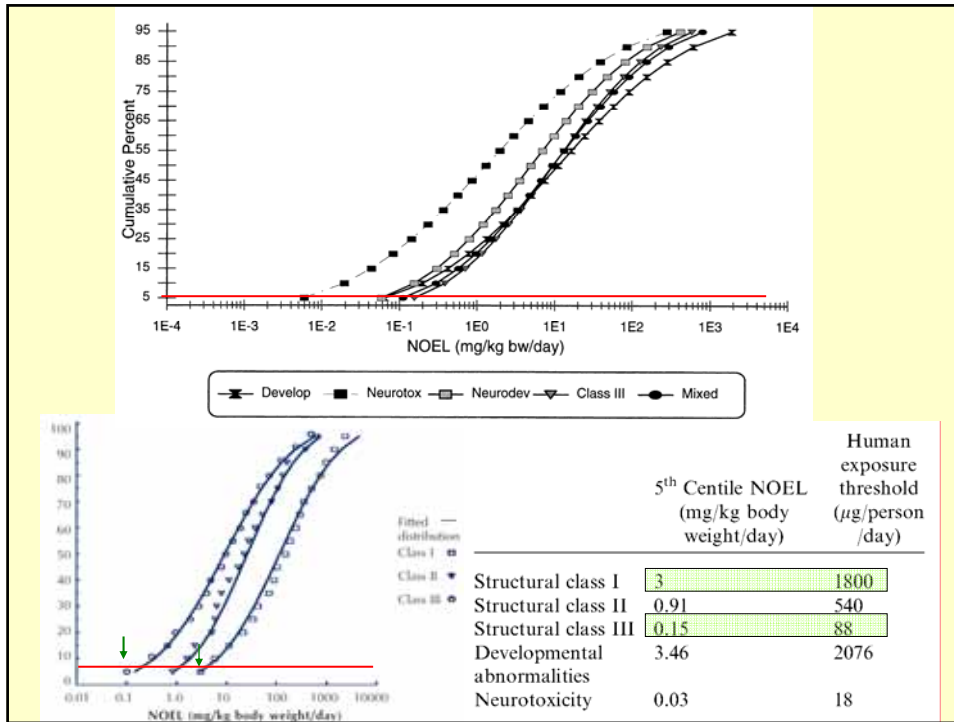 95
85
75
65
55
45
35
25
15
5
Cumulative Percent
1E-4 1E-3 1E-2 1E-1 1E0 1E1 1E2 1E3 1E4
NOEL (mg/kg bw/day)
Develop Neurotox Neurodev Class III Mixed
100
90
80
70
60
50
40
30
20
10
0
0.01 0.1 1.0 10 100 1000 10000
NOEL (mg/kg body weight/day)
Fitted
distribution
Class I
Class II
Class III
Human
exposure
5th Centile NOEL threshold
(mg/kg body (µg/person
weight/day) /day)
Structural class I 3 1800
Structural class II 0.91 540
Structural class III 0.15 88
Developmental 3.46 2076
abnormalities
Neurotoxicity 0.03 18